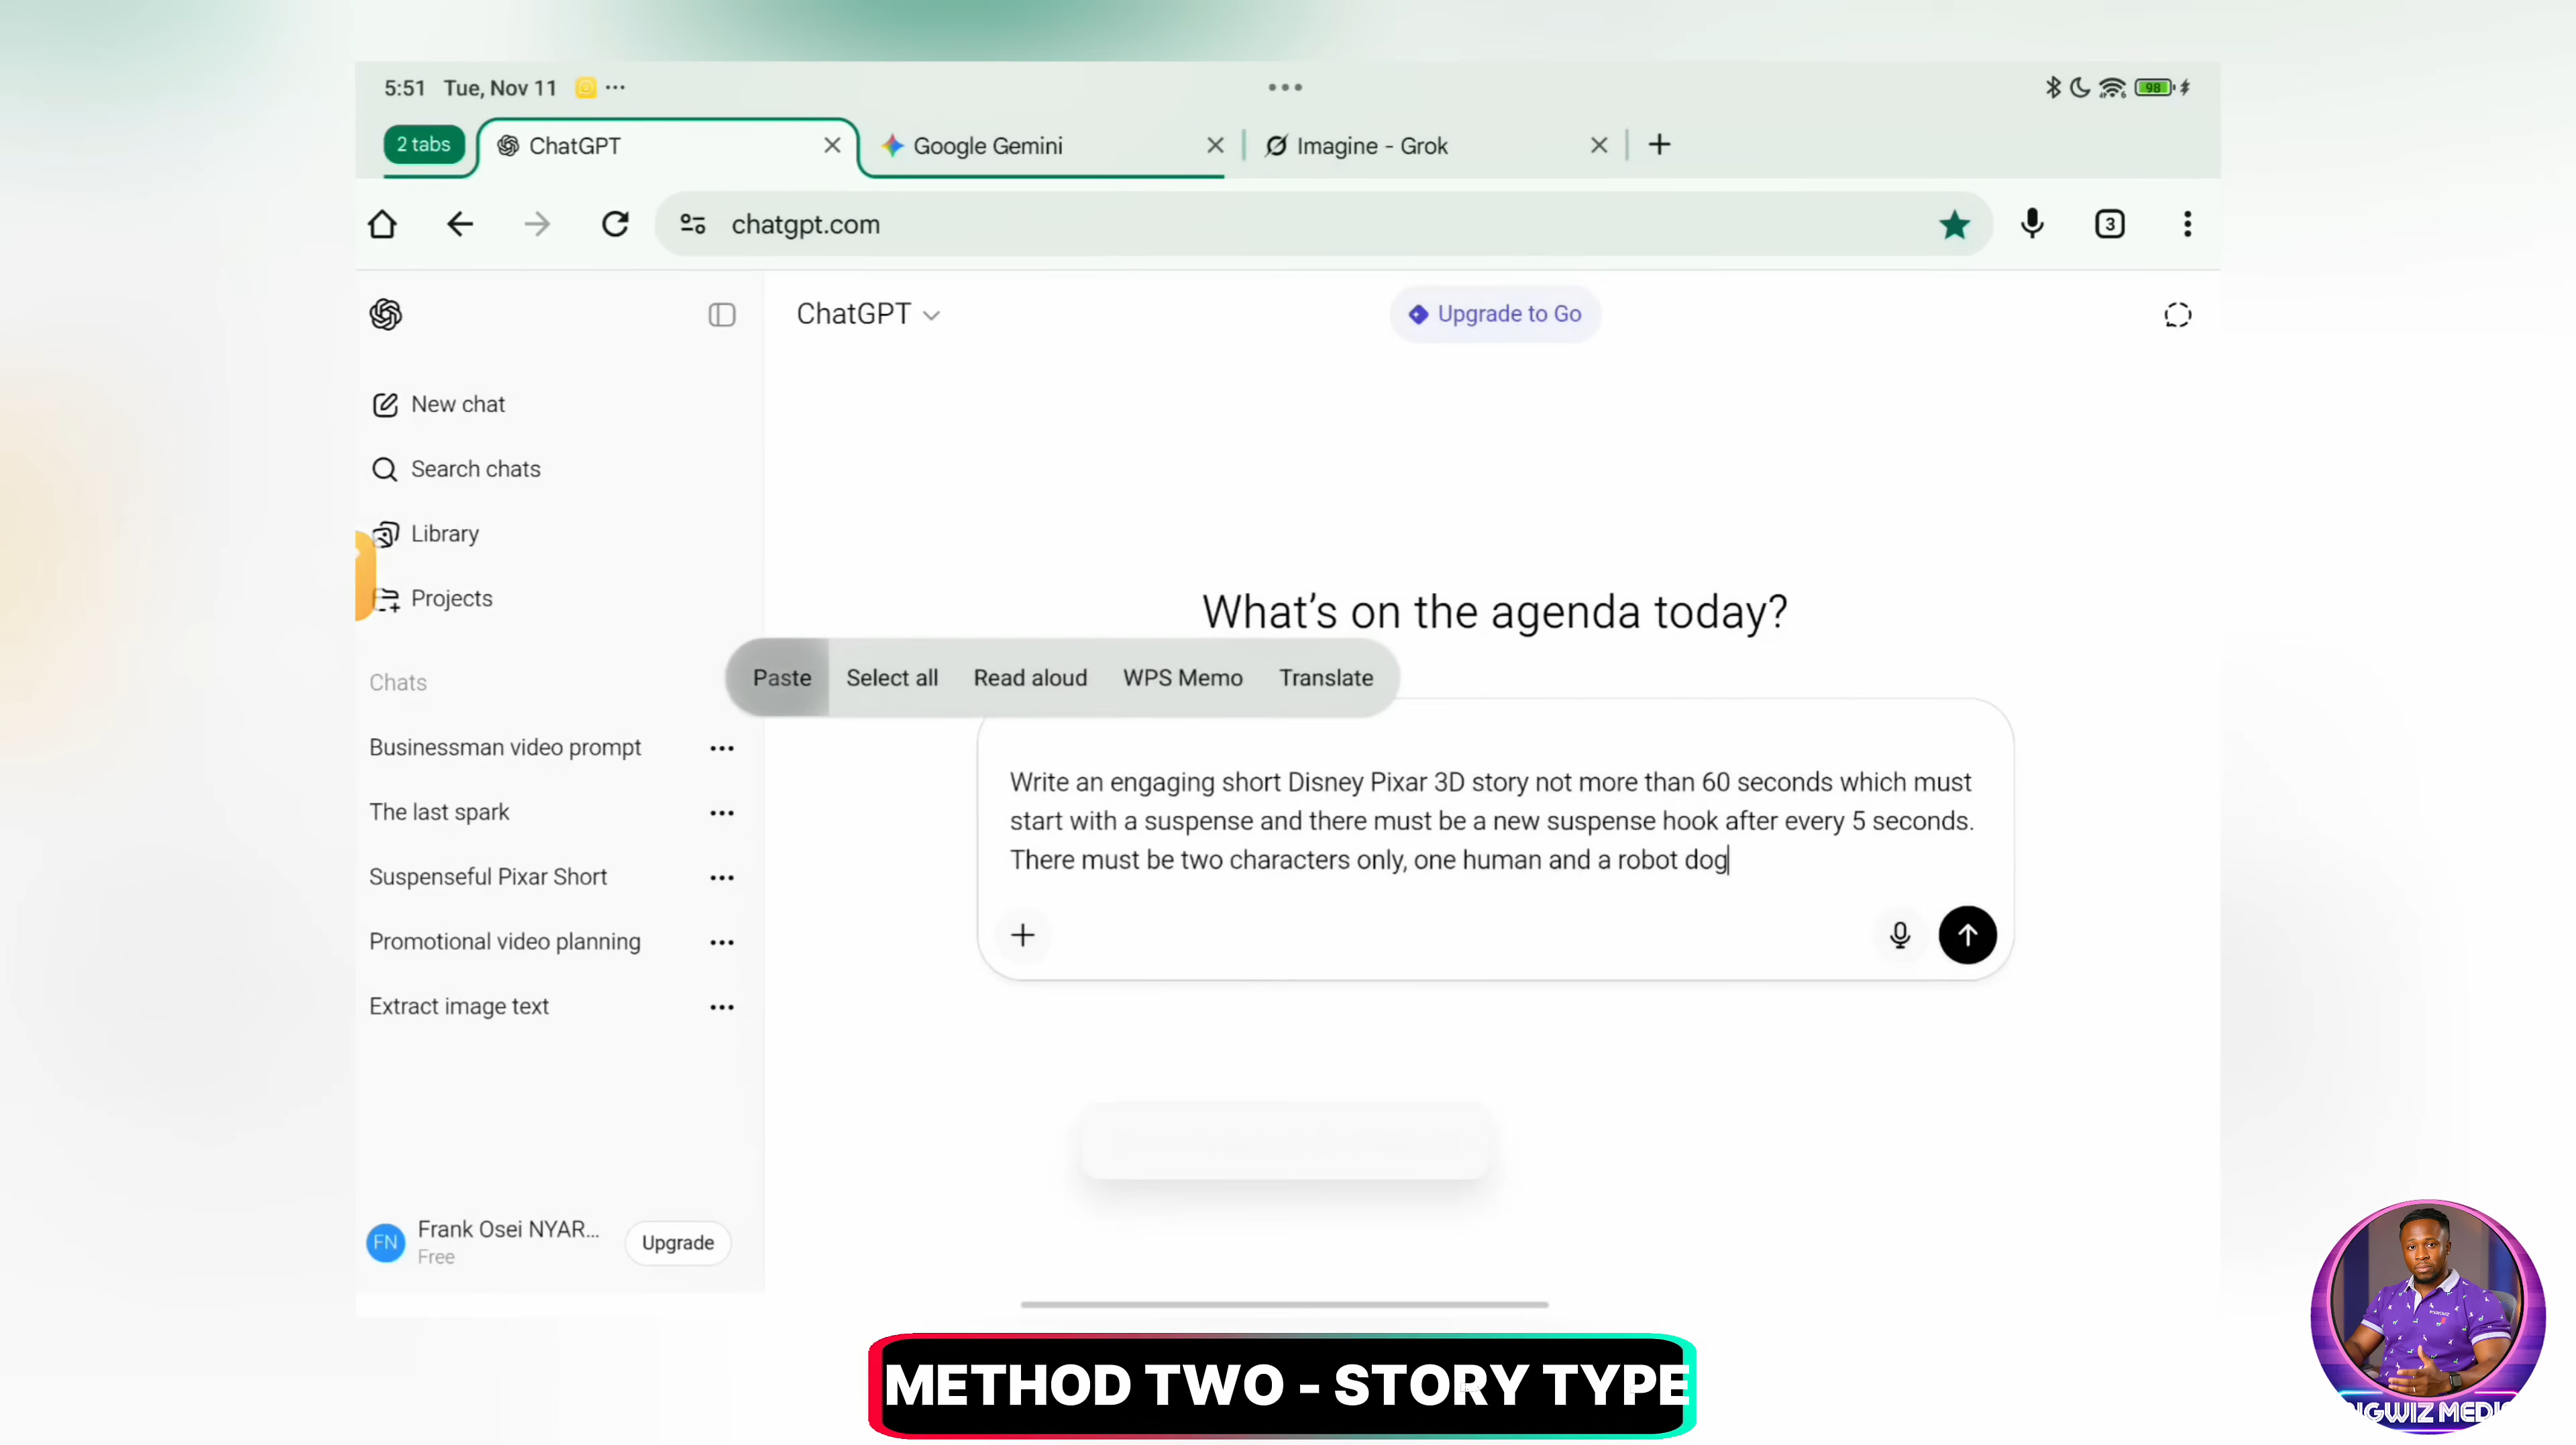 5:51 Tue, Nov 11 98
2 tabs ChatGPT Google Gemini Imagine - Grok
chatgpt.com 3
ChatGPT Upgrade to Go
New chat
Search chats
Library
Projects
What's on the agenda today?
Paste Select all Read aloud WPS Memo Translate
Chats
Businessman video prompt
The last spark
Suspenseful Pixar Short
Promotional video planning
Extract image text
Write an engaging short Disney Pixar 3D story not more than 60 seconds which must
start with a suspense and there must be a new suspense hook after every 5 seconds.
There must be two characters only, one human and a robot dog
FN Frank Osei NYAR...
Free
Upgrade
METHOD TWO - STORY TYPE